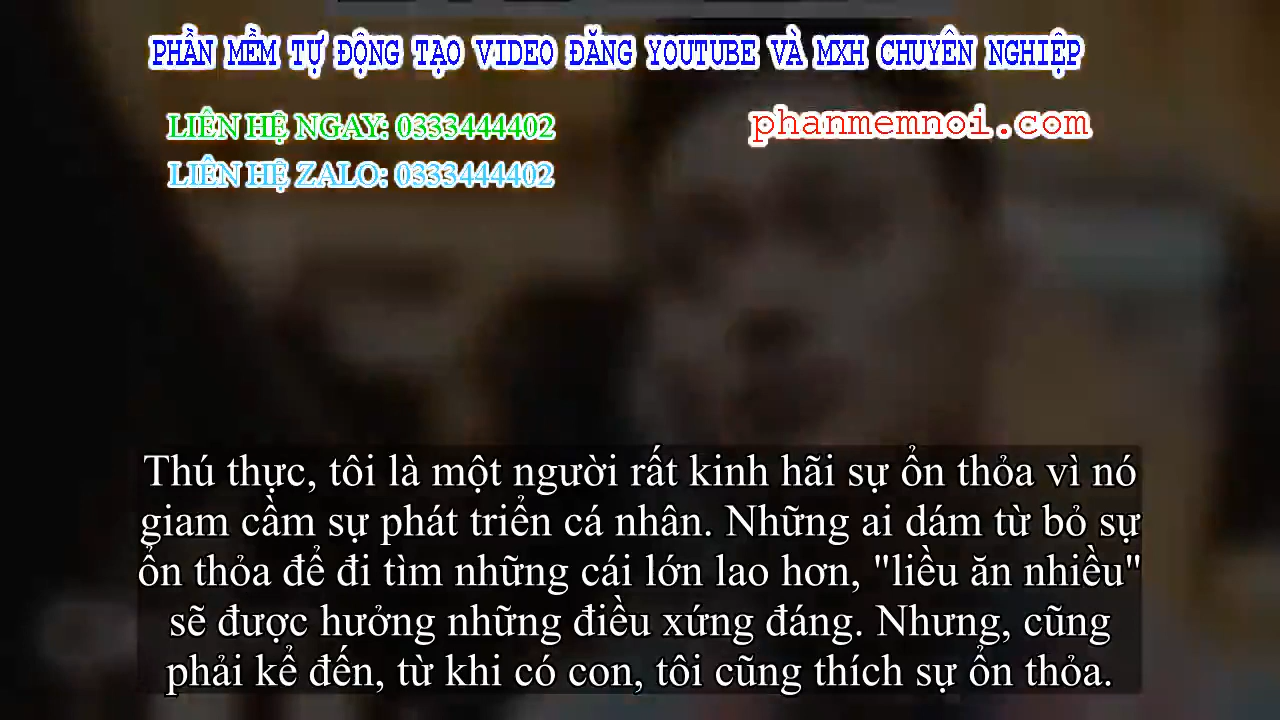 PHẦN MỀM TỰ ĐỘNG TẠO VIDEO ĐĂNG YOUTUBE VÀ MXH CHUYÊN NGHIỆP
LIÊN HỆ NGAY: 0333444402
phanmemnoi.com
LIÊN HỆ ZALO: 0333444402
Thú thực, tôi là một người rất kinh hãi sự ổn thỏa vì nó
giam cầm sự phát triển cá nhân. Những ai dám từ bỏ sự
ổn thỏa để đi tìm những cái lớn lao hơn, "liều ăn nhiều"
sẽ được hưởng những điều xứng đáng. Nhưng, cũng
phải kể đến, từ khi có con, tôi cũng thích sự ổn thỏa.